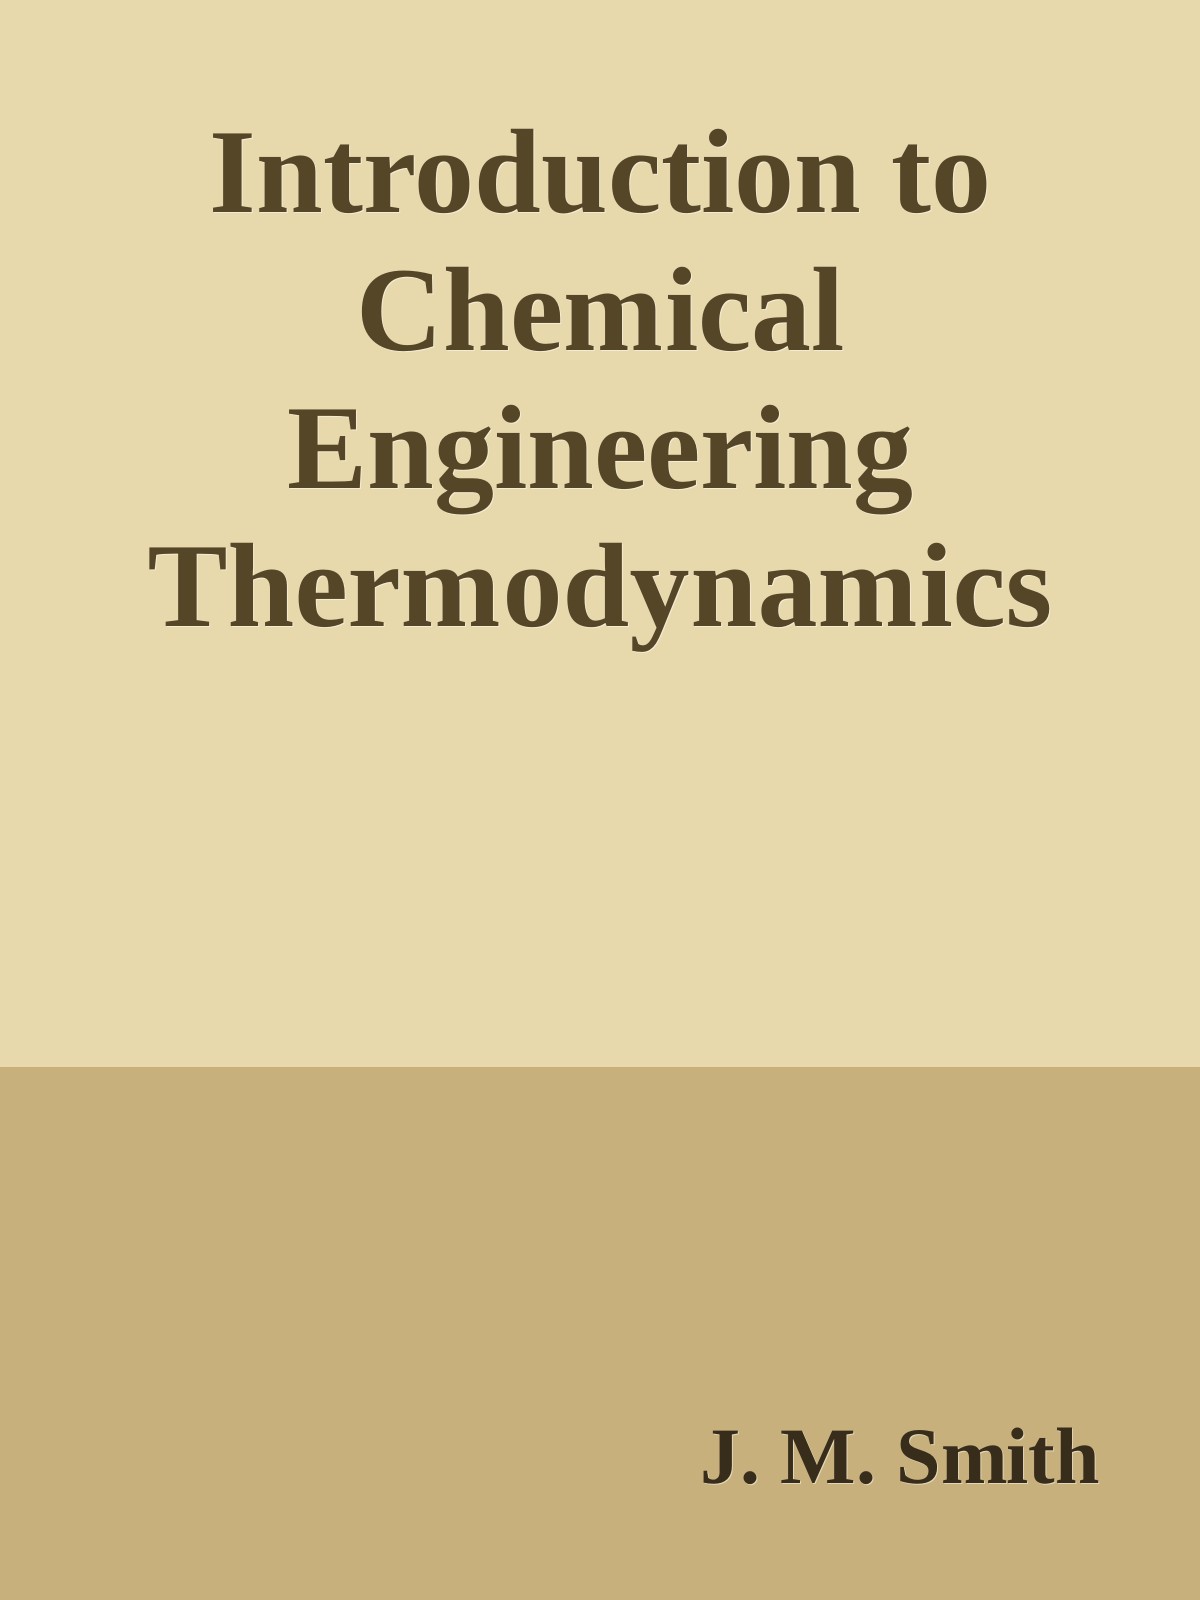 Introduction to
Chemical
Engineering
Thermodynamics
J. M. Smith